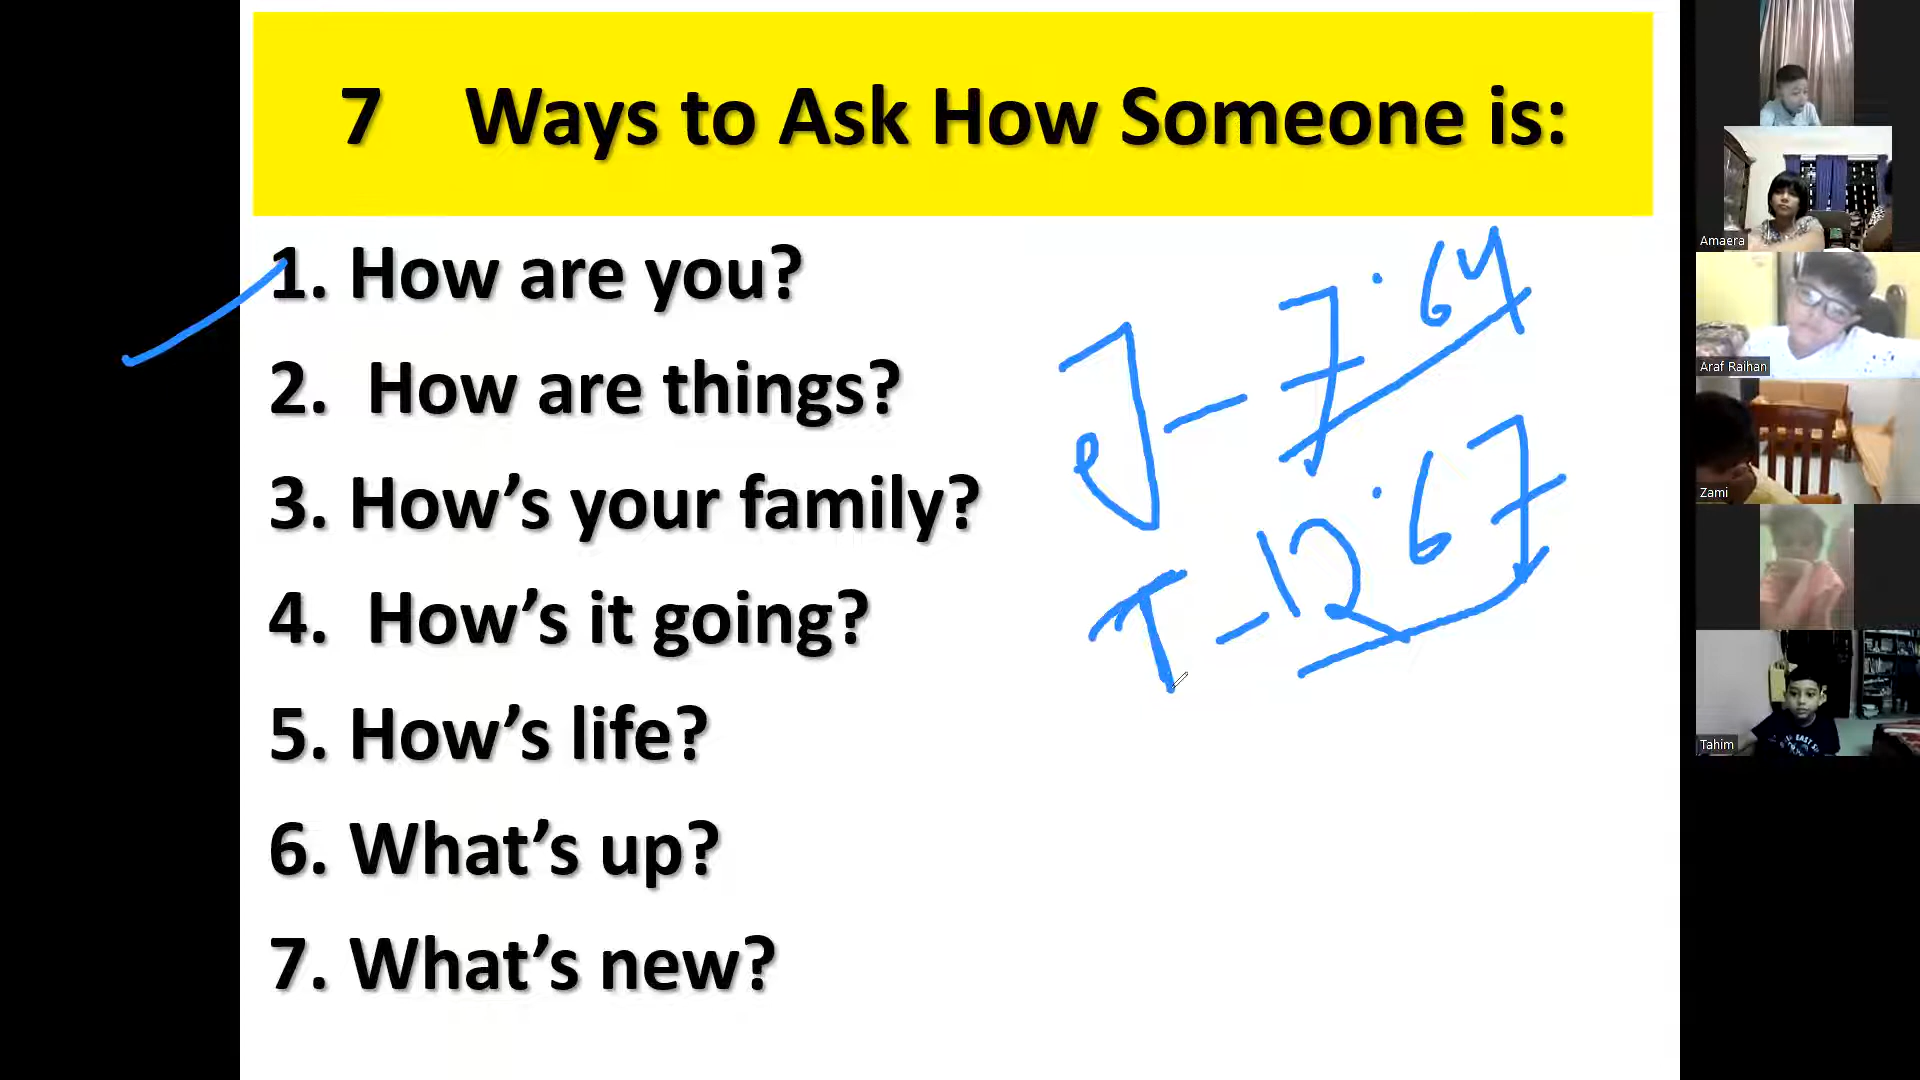 7 Ways to Ask How Someone is:
1. How are you?
2. How are things?
3. How's your family?
4. How's it going?
5. How's life?
6. What's up?
7. What's new?
J - 7.64
T - 12.67
Amaera
Araf Raihan
Zami
Tahim